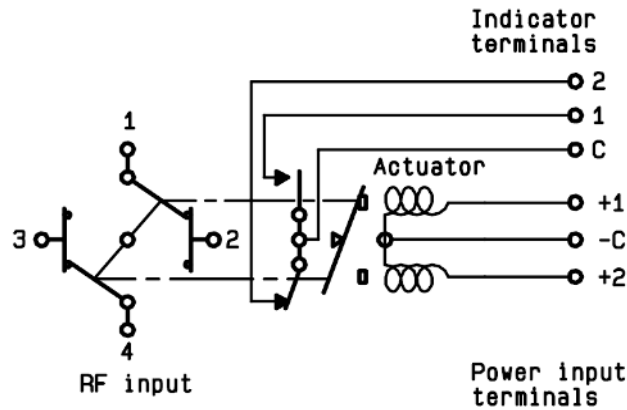 Indicator
terminals
2
1
C
1
Actuator
+1
3
2
-C
+2
4
RF input
Power input
terminals